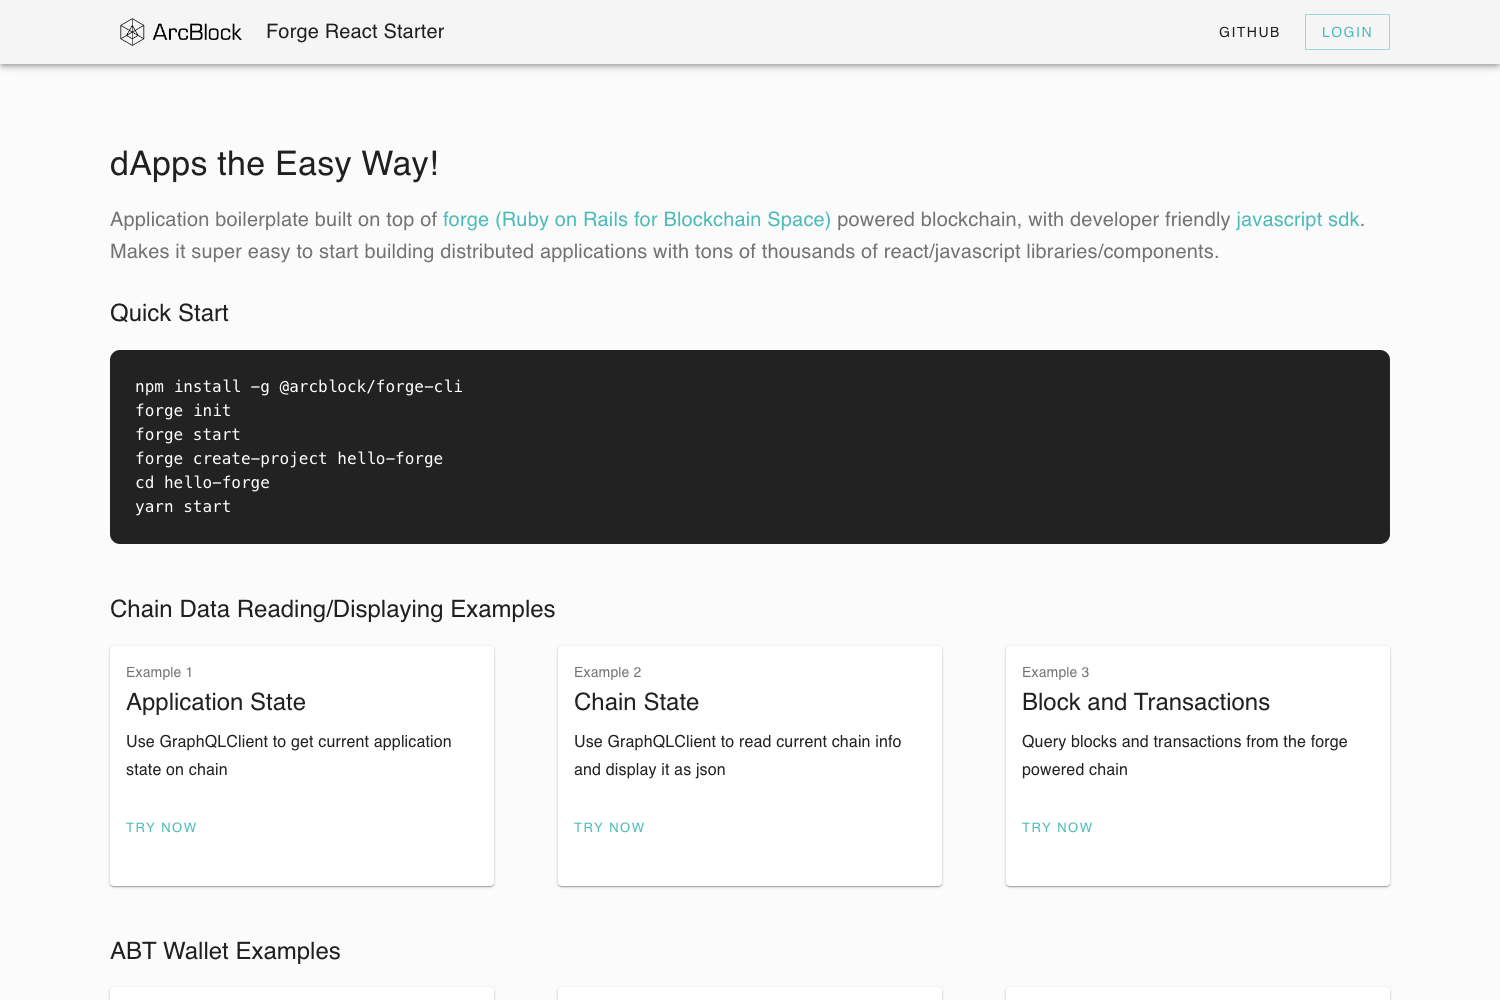 ArcBlock Forge React Starter GITHUB LOGIN
dApps the Easy Way!
Application boilerplate built on top of forge (Ruby on Rails for Blockchain Space) powered blockchain, with developer friendly javascript sdk.
Makes it super easy to start building distributed applications with tons of thousands of react/javascript libraries/components.
Quick Start
npm install -g @arcblock/forge-cli
forge init
forge start
forge create-project hello-forge
cd hello-forge
yarn start
Chain Data Reading/Displaying Examples
Example 1
Application State
Use GraphQLClient to get current application
state on chain
TRY NOW
Example 2
Chain State
Use GraphQLClient to read current chain info
and display it as json
TRY NOW
Example 3
Block and Transactions
Query blocks and transactions from the forge
powered chain
TRY NOW
ABT Wallet Examples